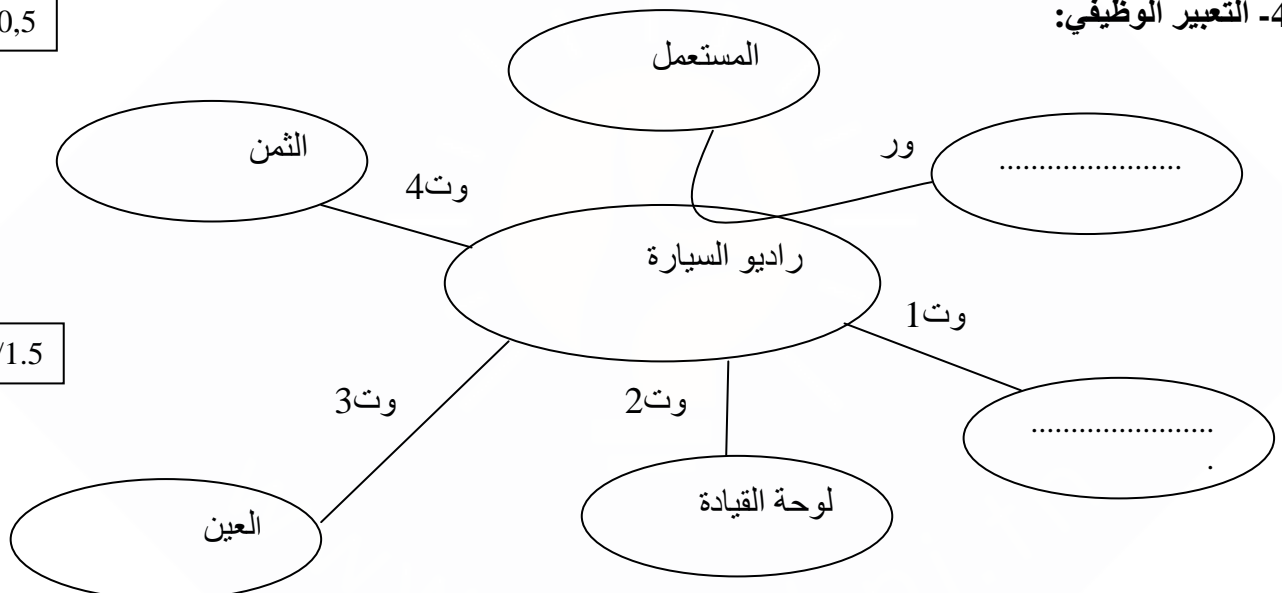 4- التعبير الوظيفي:
0,5
المستعمل
......................
ور
الثمن
وت4
راديو السيارة
وت1
/1.5
وت3
وت2
......................
.
لوحة القيادة
العين